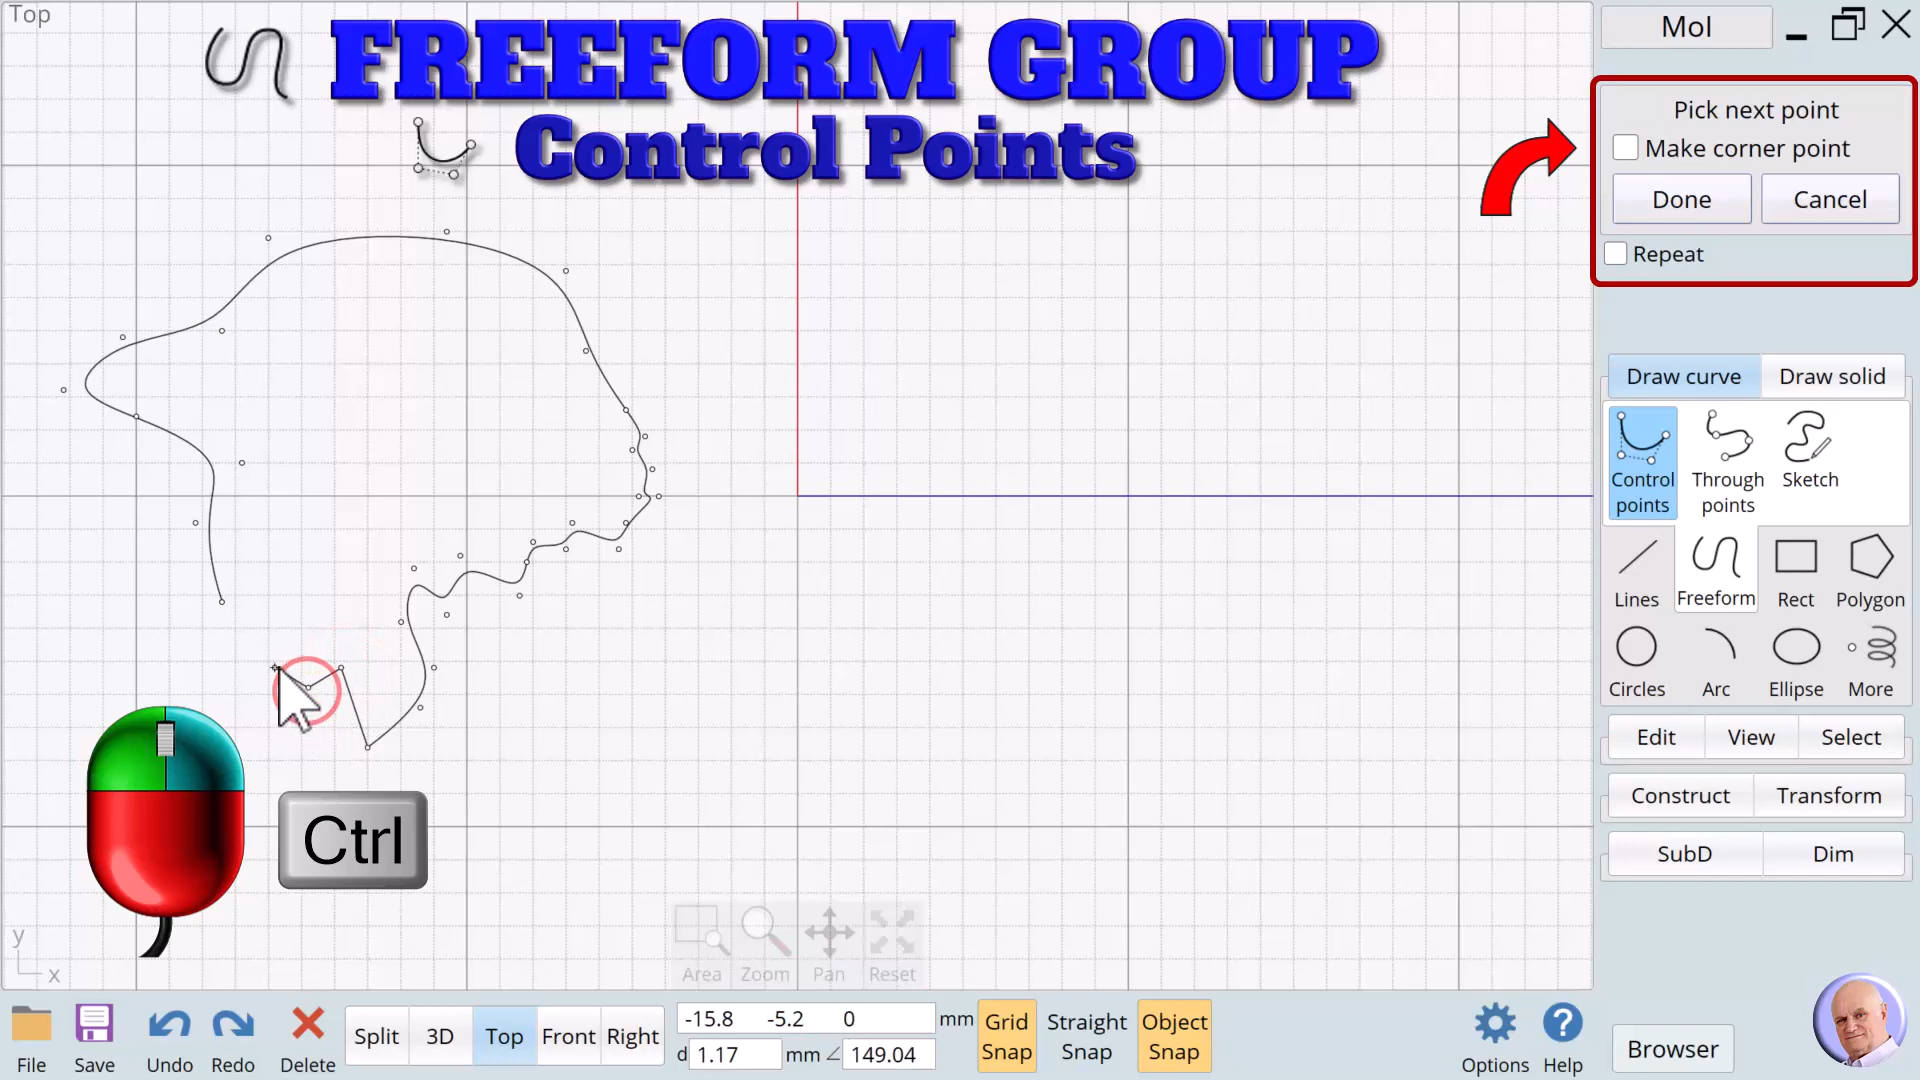 Top
FREEFORM GROUP
Control Points
MoI
Pick next point
Make corner point
Done Cancel
Repeat
Draw curve Draw solid
Control points
Through points
Sketch
Lines Freeform Rect Polygon
Circles Arc Ellipse More
Edit View Select
Construct Transform
SubD Dim
Ctrl
y
x
Area Zoom Pan Reset
File Save Undo Redo Delete
Split 3D Top Front Right
-15.8 -5.2 0 mm
d 1.17 mm ∠ 149.04
Grid Snap
Straight Snap
Object Snap
Options Help
Browser